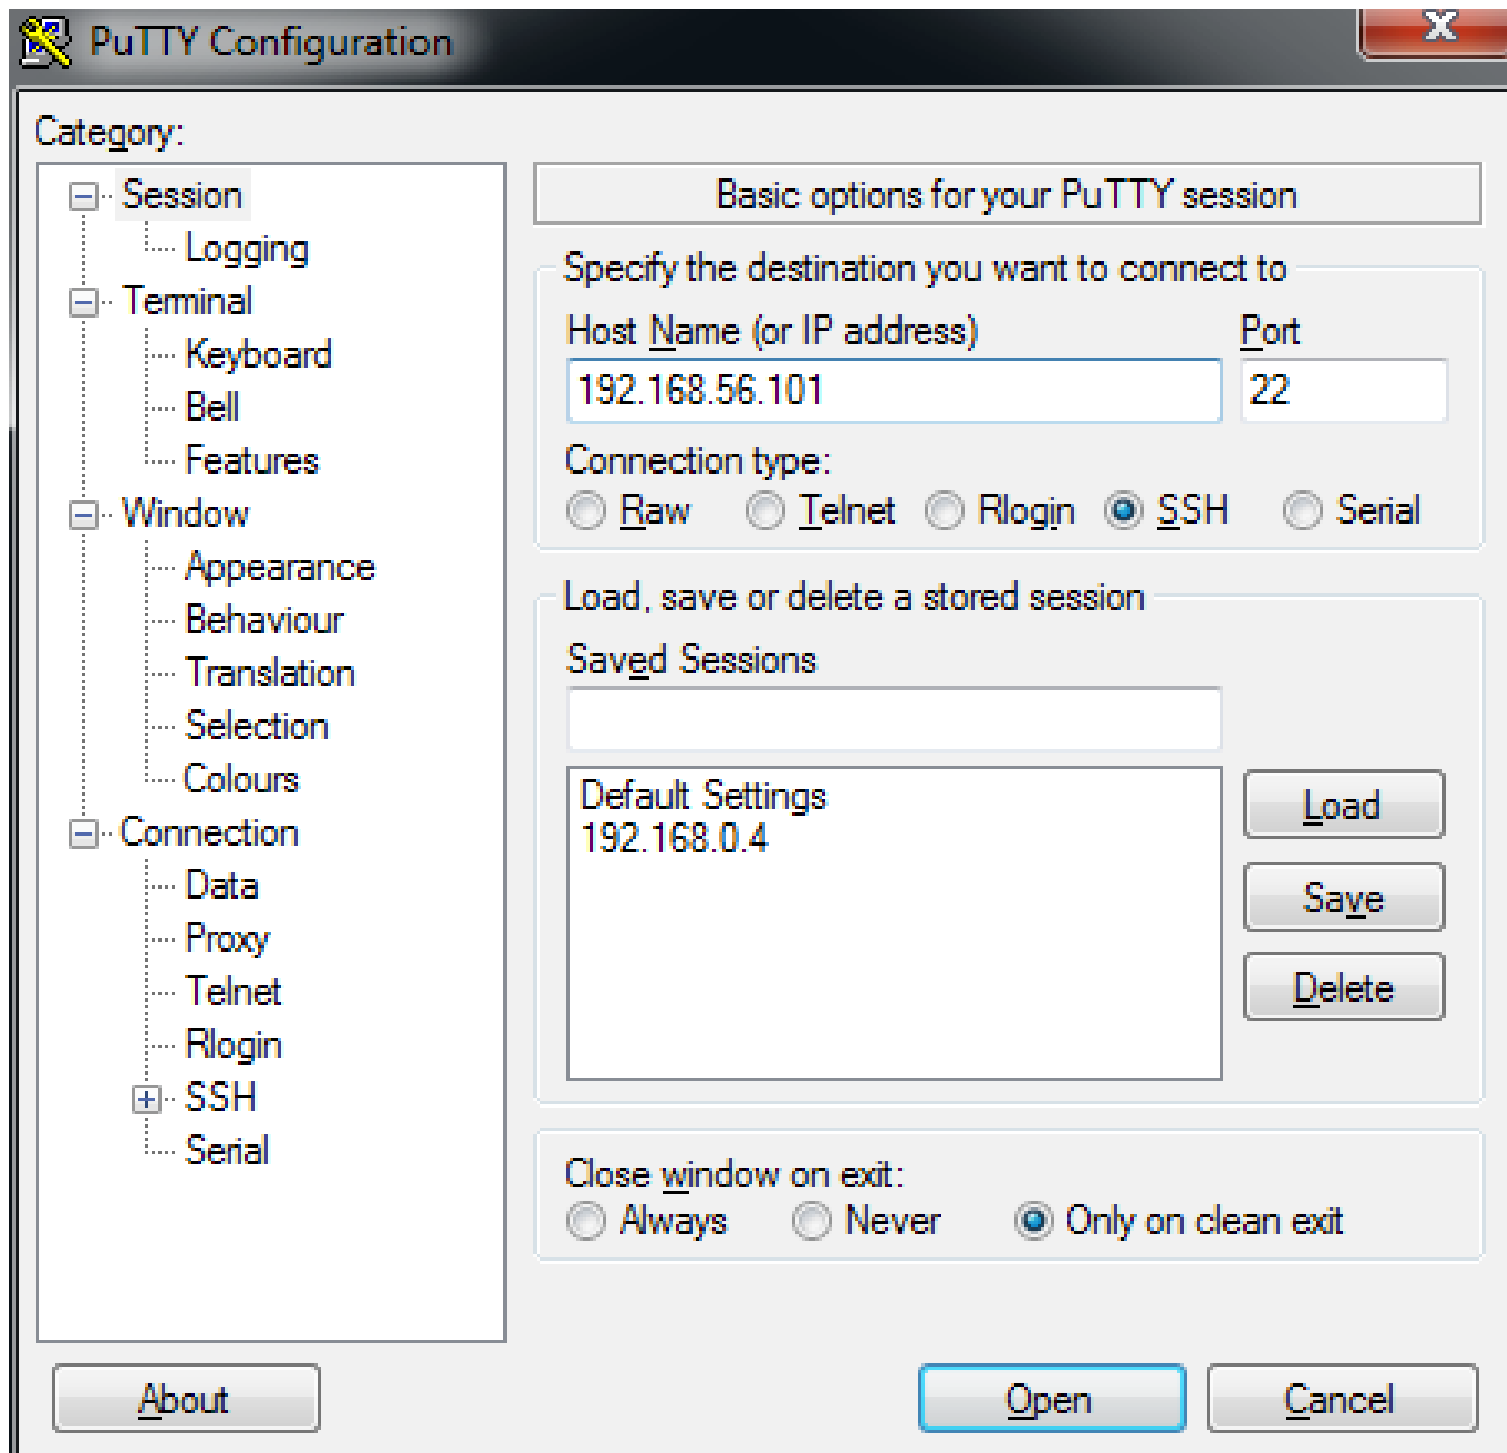 PuTTY Configuration
X
Category:
Session
Logging
Terminal
Keyboard
Bell
Features
Window
Appearance
Behaviour
Translation
Selection
Colours
Connection
Data
Proxy
Telnet
Rlogin
SSH
Serial
Basic options for your PuTTY session
Specify the destination you want to connect to
Host Name (or IP address) Port
192.168.56.101 22
Connection type:
Raw Telnet Rlogin SSH Serial
Load, save or delete a stored session
Saved Sessions
Default Settings
192.168.0.4
Load
Save
Delete
Close window on exit:
Always Never Only on clean exit
About Open Cancel